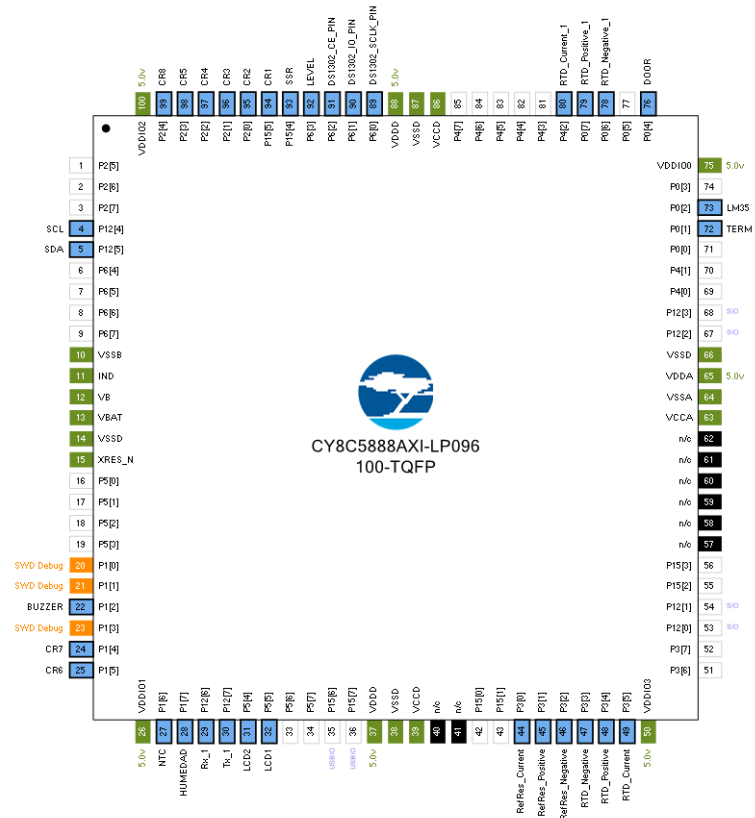 5.0v
CR8
CR5
CR4
CR3
CR2
CR1
SSR
LEVEL
DS1302_CE_PIN
DS1302_IO_PIN
DS1302_SCLK_PIN
5.0v
RTD_Current_1
RTD_Positive_1
RTD_Negative_1
DOOR
100 99 98 97 96 95 94 93 92 91 90 89 88 87 86 85 84 83 82 81 80 79 78 77 76
VDDIO2 P2[4] P2[3] P2[2] P2[1] P2[0] P15[5] P15[4] P6[3] P6[2] P6[1] P6[0] VDDD VSSD VCCD P4[7] P4[6] P4[5] P4[4] P4[3] P4[2] P0[7] P0[6] P0[5] P0[4]
1 P2[5]
2 P2[6]
3 P2[7]
SCL 4 P12[4]
SDA 5 P12[5]
6 P6[4]
7 P6[5]
8 P6[6]
9 P6[7]
10 VSSB
11 IND
12 VB
13 VBAT
14 VSSD
15 XRES_N
16 P5[0]
17 P5[1]
18 P5[2]
19 P5[3]
SWD Debug 20 P1[0]
SWD Debug 21 P1[1]
BUZZER 22 P1[2]
SWD Debug 23 P1[3]
CR7 24 P1[4]
CR6 25 P1[5]
CY8C5888AXI-LP096
100-TQFP
VDDIO0 75 5.0v
P0[3] 74
P0[2] 73 LM35
P0[1] 72 TERM
P0[0] 71
P4[1] 70
P4[0] 69
P12[3] 68 SIO
P12[2] 67 SIO
VSSD 66
VDDA 65 5.0v
VSSA 64
VCCA 63
n/c 62
n/c 61
n/c 60
n/c 59
n/c 58
n/c 57
P15[3] 56
P15[2] 55
P12[1] 54 SIO
P12[0] 53 SIO
P3[7] 52
P3[6] 51
VDDIO1 P1[6] P1[7] P12[6] P12[7] P5[4] P5[5] P5[6] P5[7] P15[6] P15[7] VDDD VSSD VCCD n/c n/c P15[0] P15[1] P3[0] P3[1] P3[2] P3[3] P3[4] P3[5] VDDIO3
26 27 28 29 30 31 32 33 34 35 36 37 38 39 40 41 42 43 44 45 46 47 48 49 50
5.0v
NTC
HUMEDAD
Rx_1
Tx_1
LCD2
LCD1
USBIO
USBIO
5.0v
RefRes_Current
RefRes_Positive
RefRes_Negative
RTD_Negative
RTD_Positive
RTD_Current
5.0v